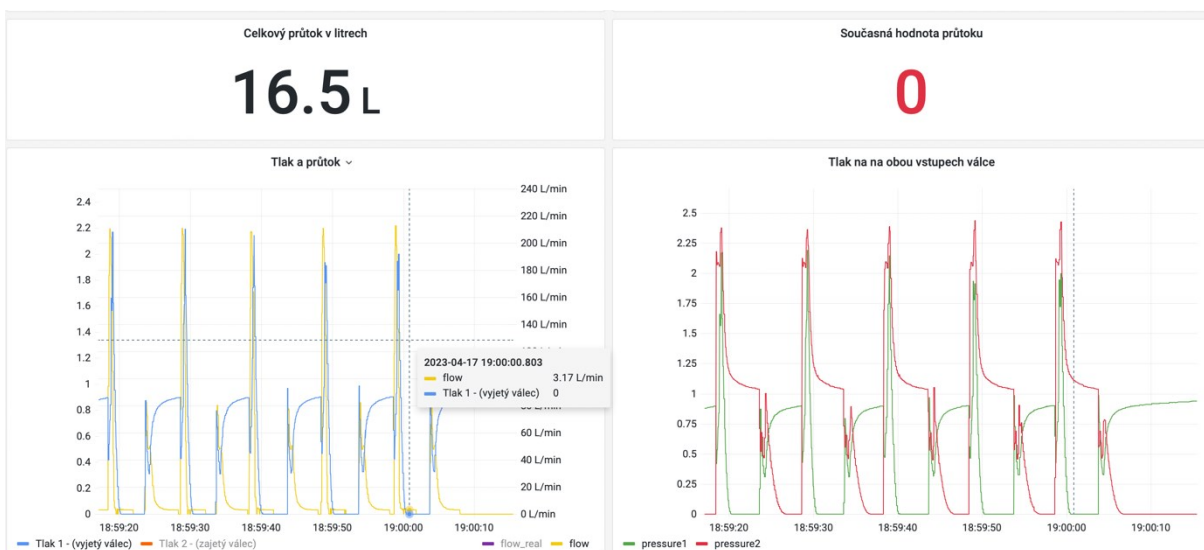 Celkový průtok v litrech
16.5 L
Současná hodnota průtoku
0
Tlak a průtok
2.4
2.2
2
1.8
1.6
1.4
1.2
1
0.8
0.6
0.4
0.2
0
240 L/min
220 L/min
200 L/min
180 L/min
160 L/min
140 L/min
60 L/min
40 L/min
20 L/min
0 L/min
2023-04-17 19:00:00.803
flow 3.17 L/min
Tlak 1 - (vyjetý válec) 0
18:59:20 18:59:30 18:59:40 18:59:50 19:00:00 19:00:10
Tlak 1 - (vyjetý válec) Tlak 2 - (zajetý válec) flow_real flow
Tlak na na obou vstupech válce
2.5
2.25
2
1.75
1.5
1.25
1
0.75
0.5
0.25
0
18:59:20 18:59:30 18:59:40 18:59:50 19:00:00 19:00:10
pressure1 pressure2